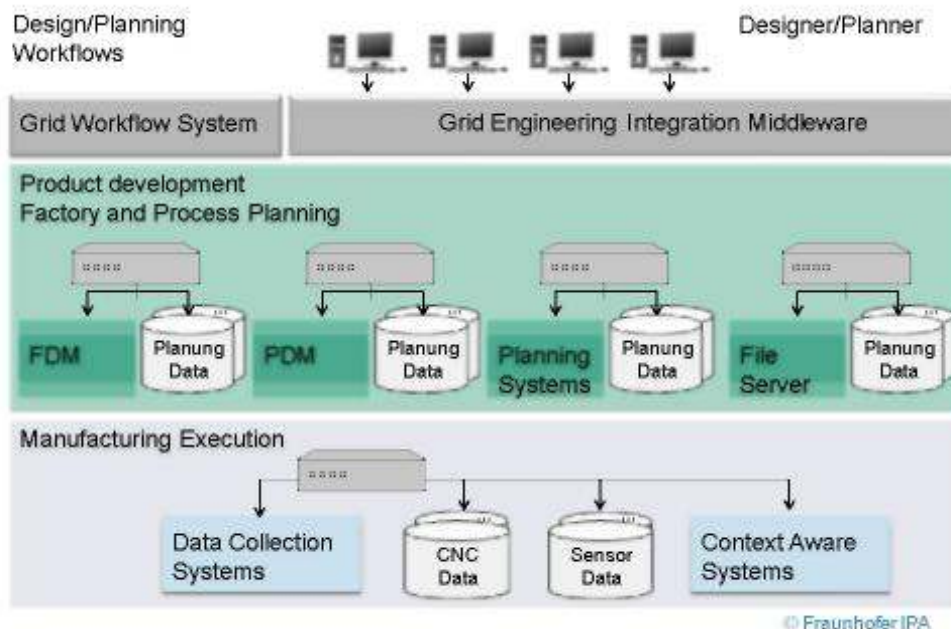 Design/Planning
Workflows
Designer/Planner
Grid Workflow System
Grid Engineering Integration Middleware
Product development
Factory and Process Planning
FDM
Planung
Data
PDM
Planung
Data
Planning
Systems
Planung
Data
File
Server
Planung
Data
Manufacturing Execution
Data Collection
Systems
CNC
Data
Sensor
Data
Context Aware
Systems
© Fraunhofer IPA